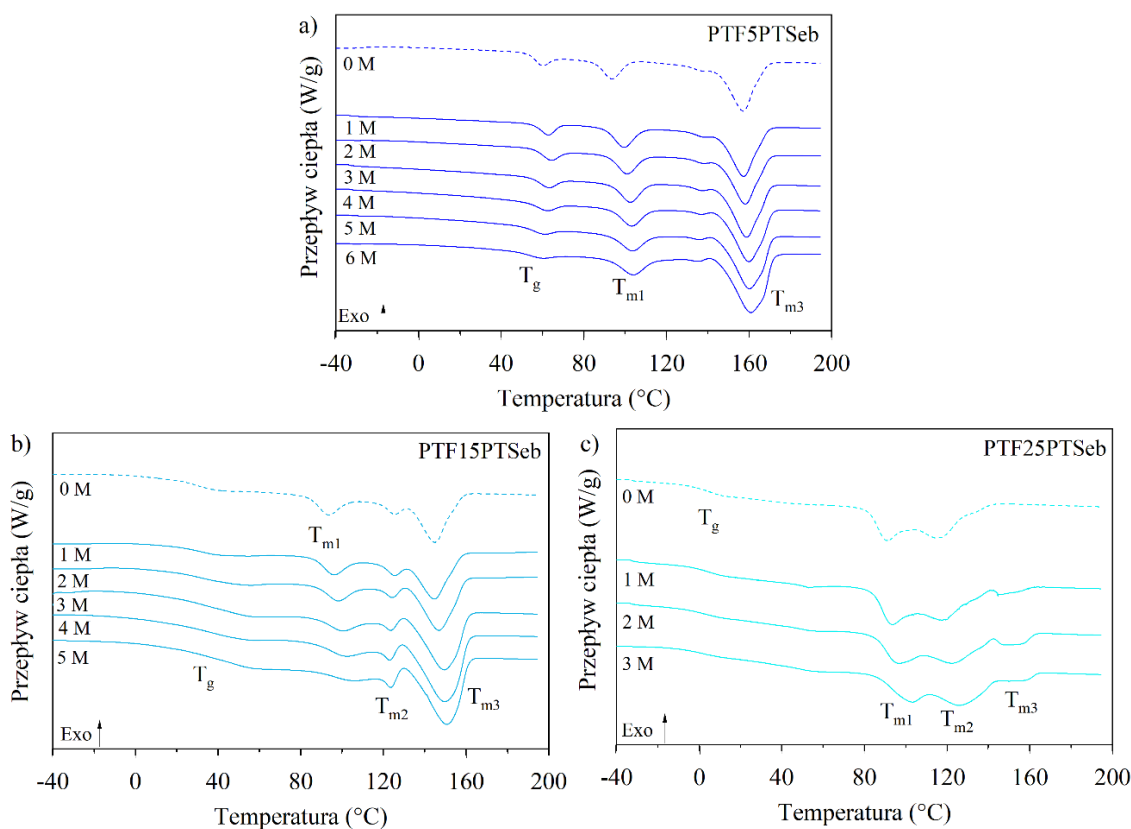 a)
PTF5PTSeb
0 M
1 M
2 M
3 M
4 M
5 M
6 M
T_g
T_m1
T_m3
Exo
Przepływ ciepła (W/g)
-40 0 40 80 120 160 200
Temperatura (°C)
b)
PTF15PTSeb
0 M
T_m1
1 M
2 M
3 M
4 M
5 M
T_g
T_m2
T_m3
Exo
Przepływ ciepła (W/g)
-40 0 40 80 120 160 200
Temperatura (°C)
c)
PTF25PTSeb
0 M
T_g
1 M
2 M
3 M
T_m1
T_m2
T_m3
Exo
Przepływ ciepła (W/g)
-40 0 40 80 120 160 200
Temperatura (°C)